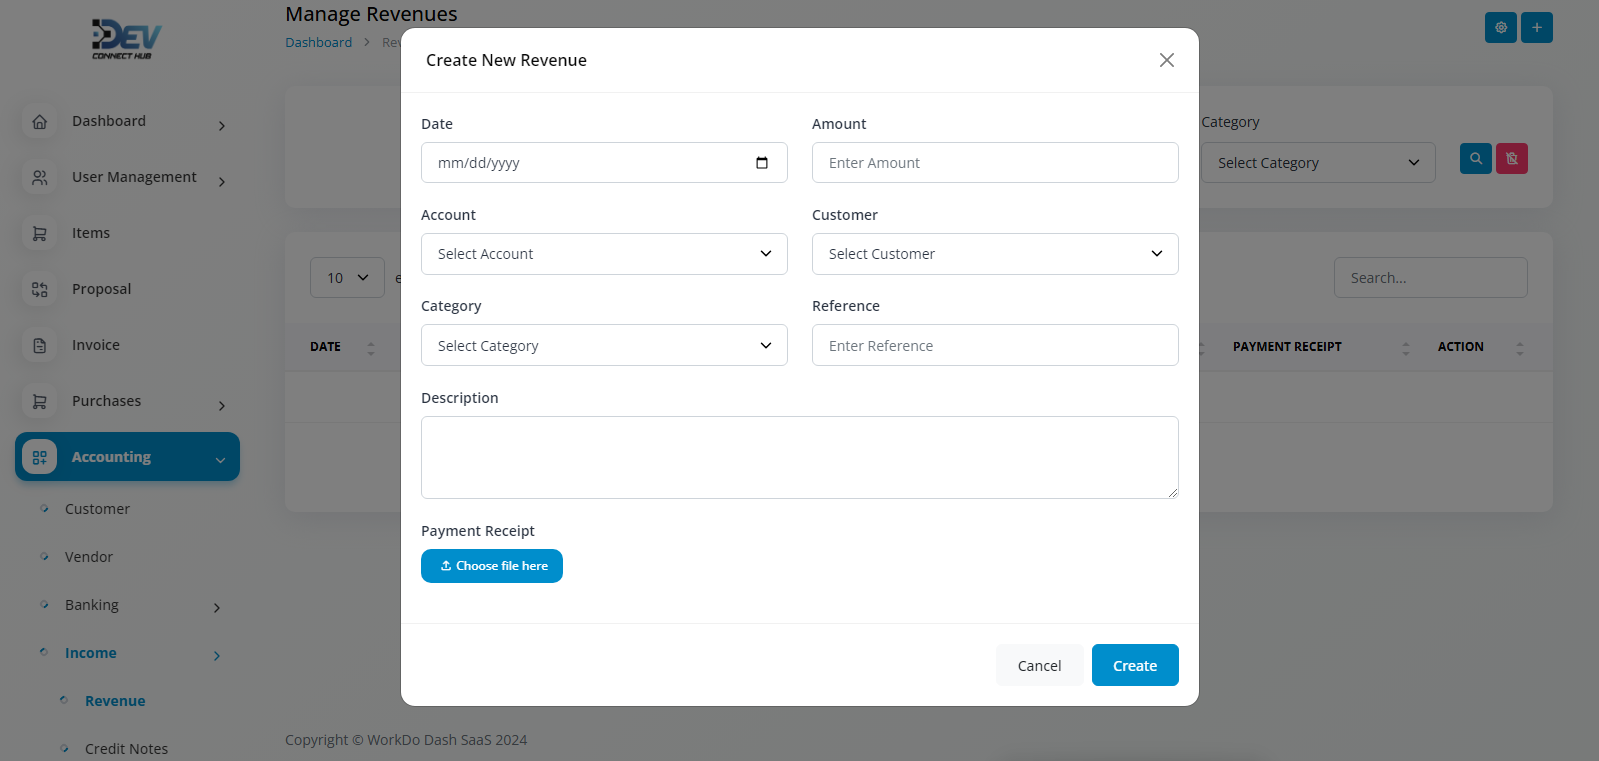 DEV
CONNECT HUB
Manage Revenues
Dashboard > Rev
Dashboard
User Management
Items
Proposal
Invoice
Purchases
Accounting
Customer
Vendor
Banking
Income
Revenue
Credit Notes
Create New Revenue
Date
Amount
mm/dd/yyyy
Enter Amount
Account
Customer
Select Account
Select Customer
Category
Reference
Select Category
Enter Reference
Description
Payment Receipt
Choose file here
Cancel
Create
Category
Select Category
10
e
Search...
DATE
PAYMENT RECEIPT
ACTION
Copyright © WorkDo Dash SaaS 2024